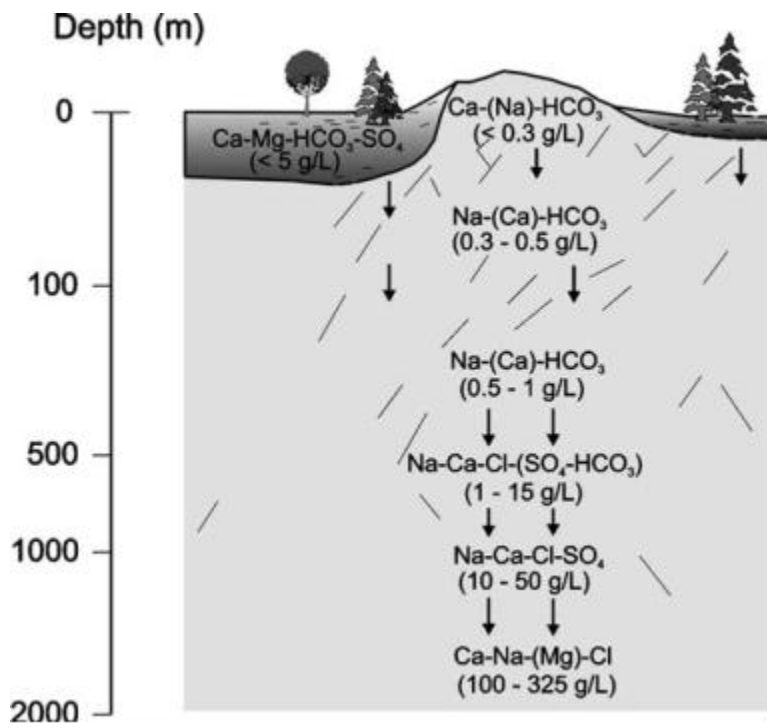 Depth (m)
0
Ca-(Na)-HCO₃
(< 0.3 g/L)
Ca-Mg-HCO₃-SO₄
(< 5 g/L)
Na-(Ca)-HCO₃
(0.3 - 0.5 g/L)
100
Na-(Ca)-HCO₃
(0.5 - 1 g/L)
500
Na-Ca-Cl-(SO₄-HCO₃)
(1 - 15 g/L)
1000
Na-Ca-Cl-SO₄
(10 - 50 g/L)
Ca-Na-(Mg)-Cl
(100 - 325 g/L)
2000